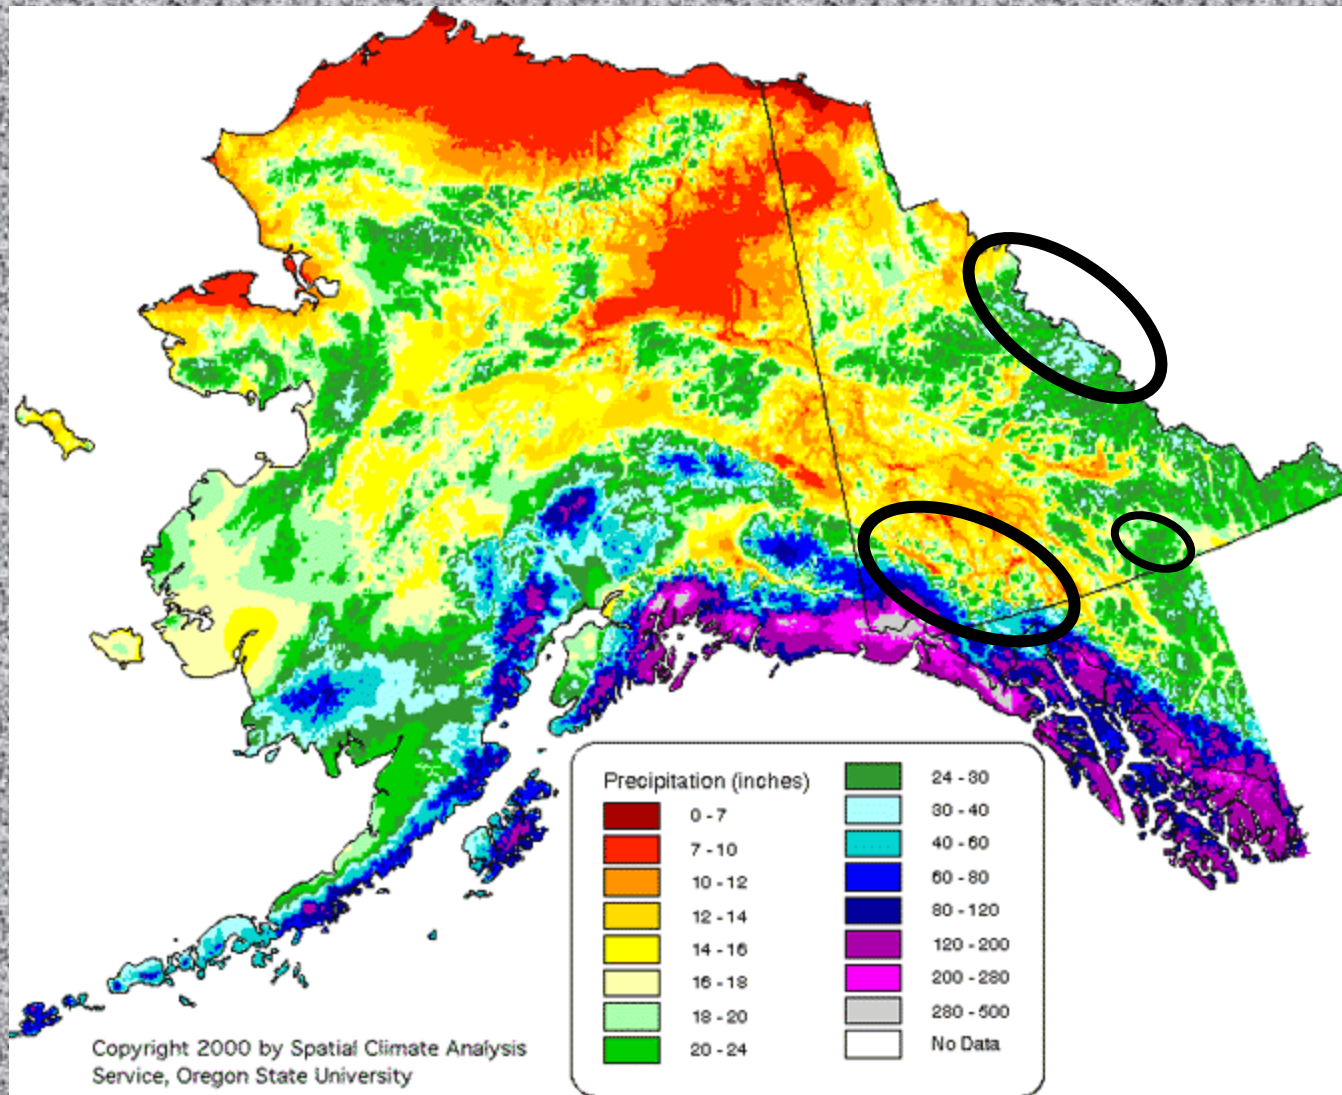 Precipitation (inches)
0 - 7
7 - 10
10 - 12
12 - 14
14 - 16
16 - 18
18 - 20
20 - 24
24 - 30
30 - 40
40 - 60
60 - 80
80 - 120
120 - 200
200 - 280
280 - 500
No Data
Copyright 2000 by Spatial Climate Analysis
Service, Oregon State University